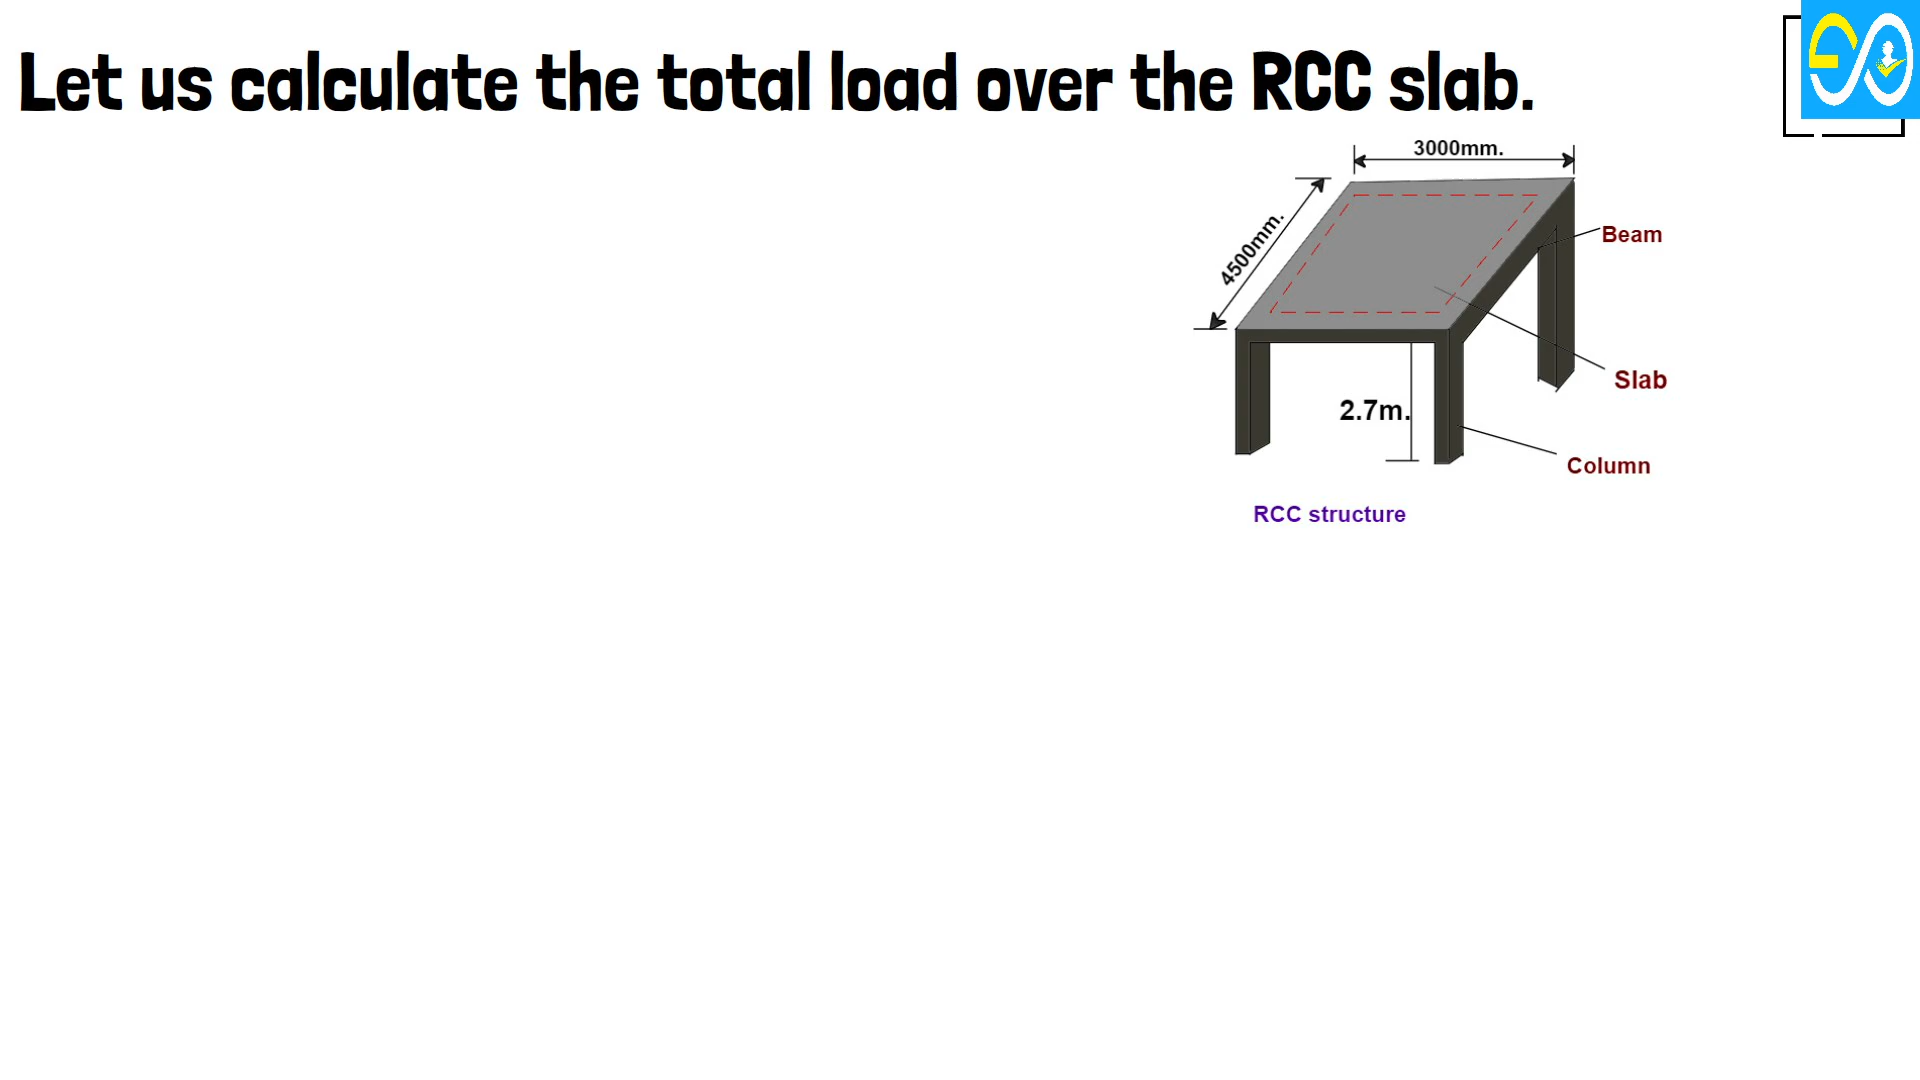 Let us calculate the total load over the RCC slab.
3000mm.
4500mm.
Beam
Slab
2.7m.
Column
RCC structure